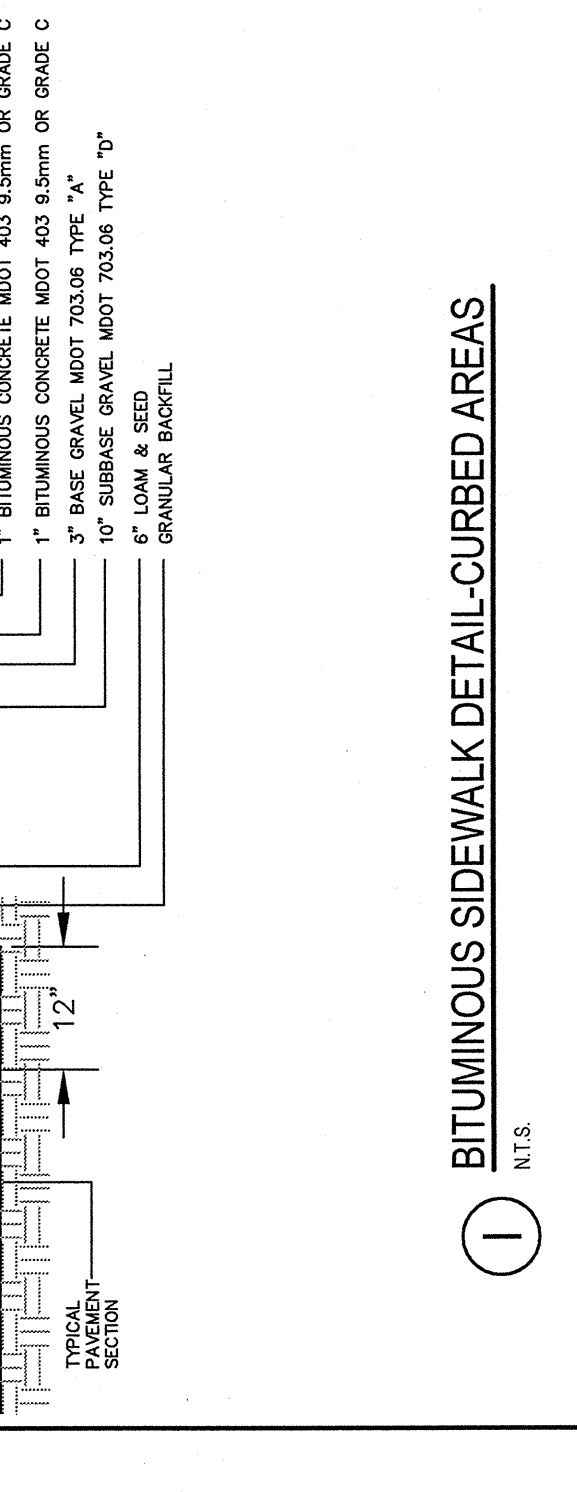 1" BITUMINOUS CONCRETE MDOT 403 9.5mm OR GRADE C
1" BITUMINOUS CONCRETE MDOT 403 9.5mm OR GRADE C
3" BASE GRAVEL MDOT 703.06 TYPE "A"
10" SUBBASE GRAVEL MDOT 703.06 TYPE "D"
6" LOAM & SEED
GRANULAR BACKFILL
12"
TYPICAL
PAVEMENT
SECTION
1
BITUMINOUS SIDEWALK DETAIL-CURBED AREAS
N.T.S.